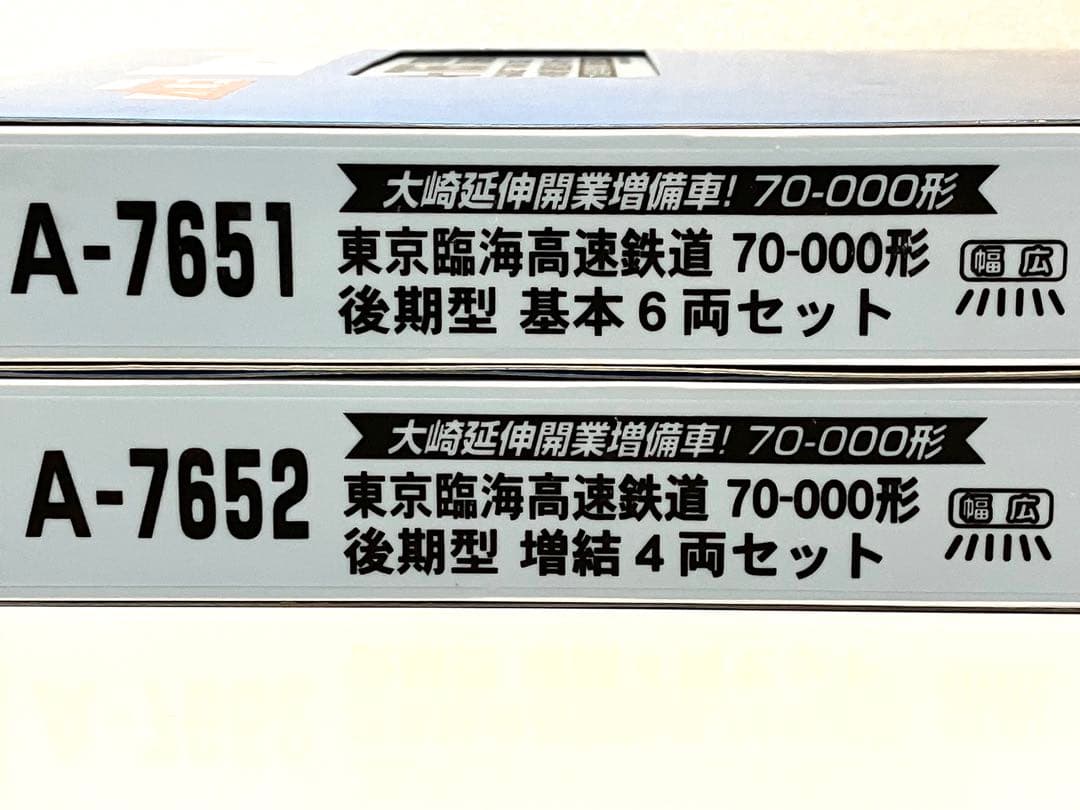 大崎延伸開業増備車! 70-000形
A-7651
東京臨海高速鉄道 70-000形
後期型 基本6両セット
幅広
大崎延伸開業増備車! 70-000形
A-7652
東京臨海高速鉄道 70-000形
後期型 増結4両セット
幅広